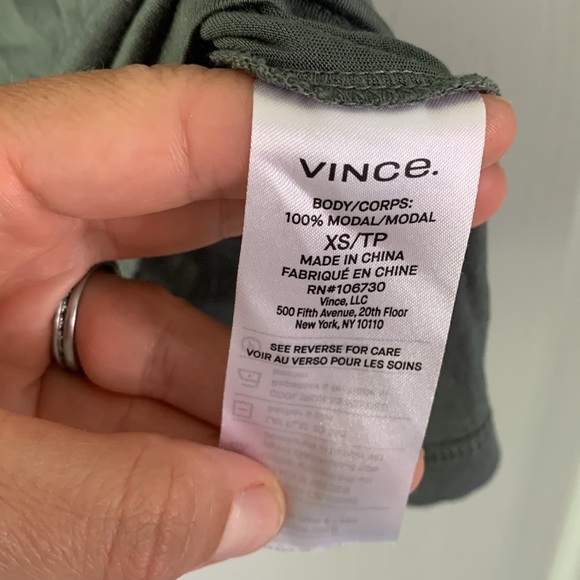 VINCe.
BODY/CORPS:
100% MODAL/MODAL
XS/TP
MADE IN CHINA
FABRIQUÉ EN CHINE
RN#106730
Vince, LLC
500 Fifth Avenue, 20th Floor
New York, NY 10110
SEE REVERSE FOR CARE
VOIR AU VERSO POUR LES SOINS